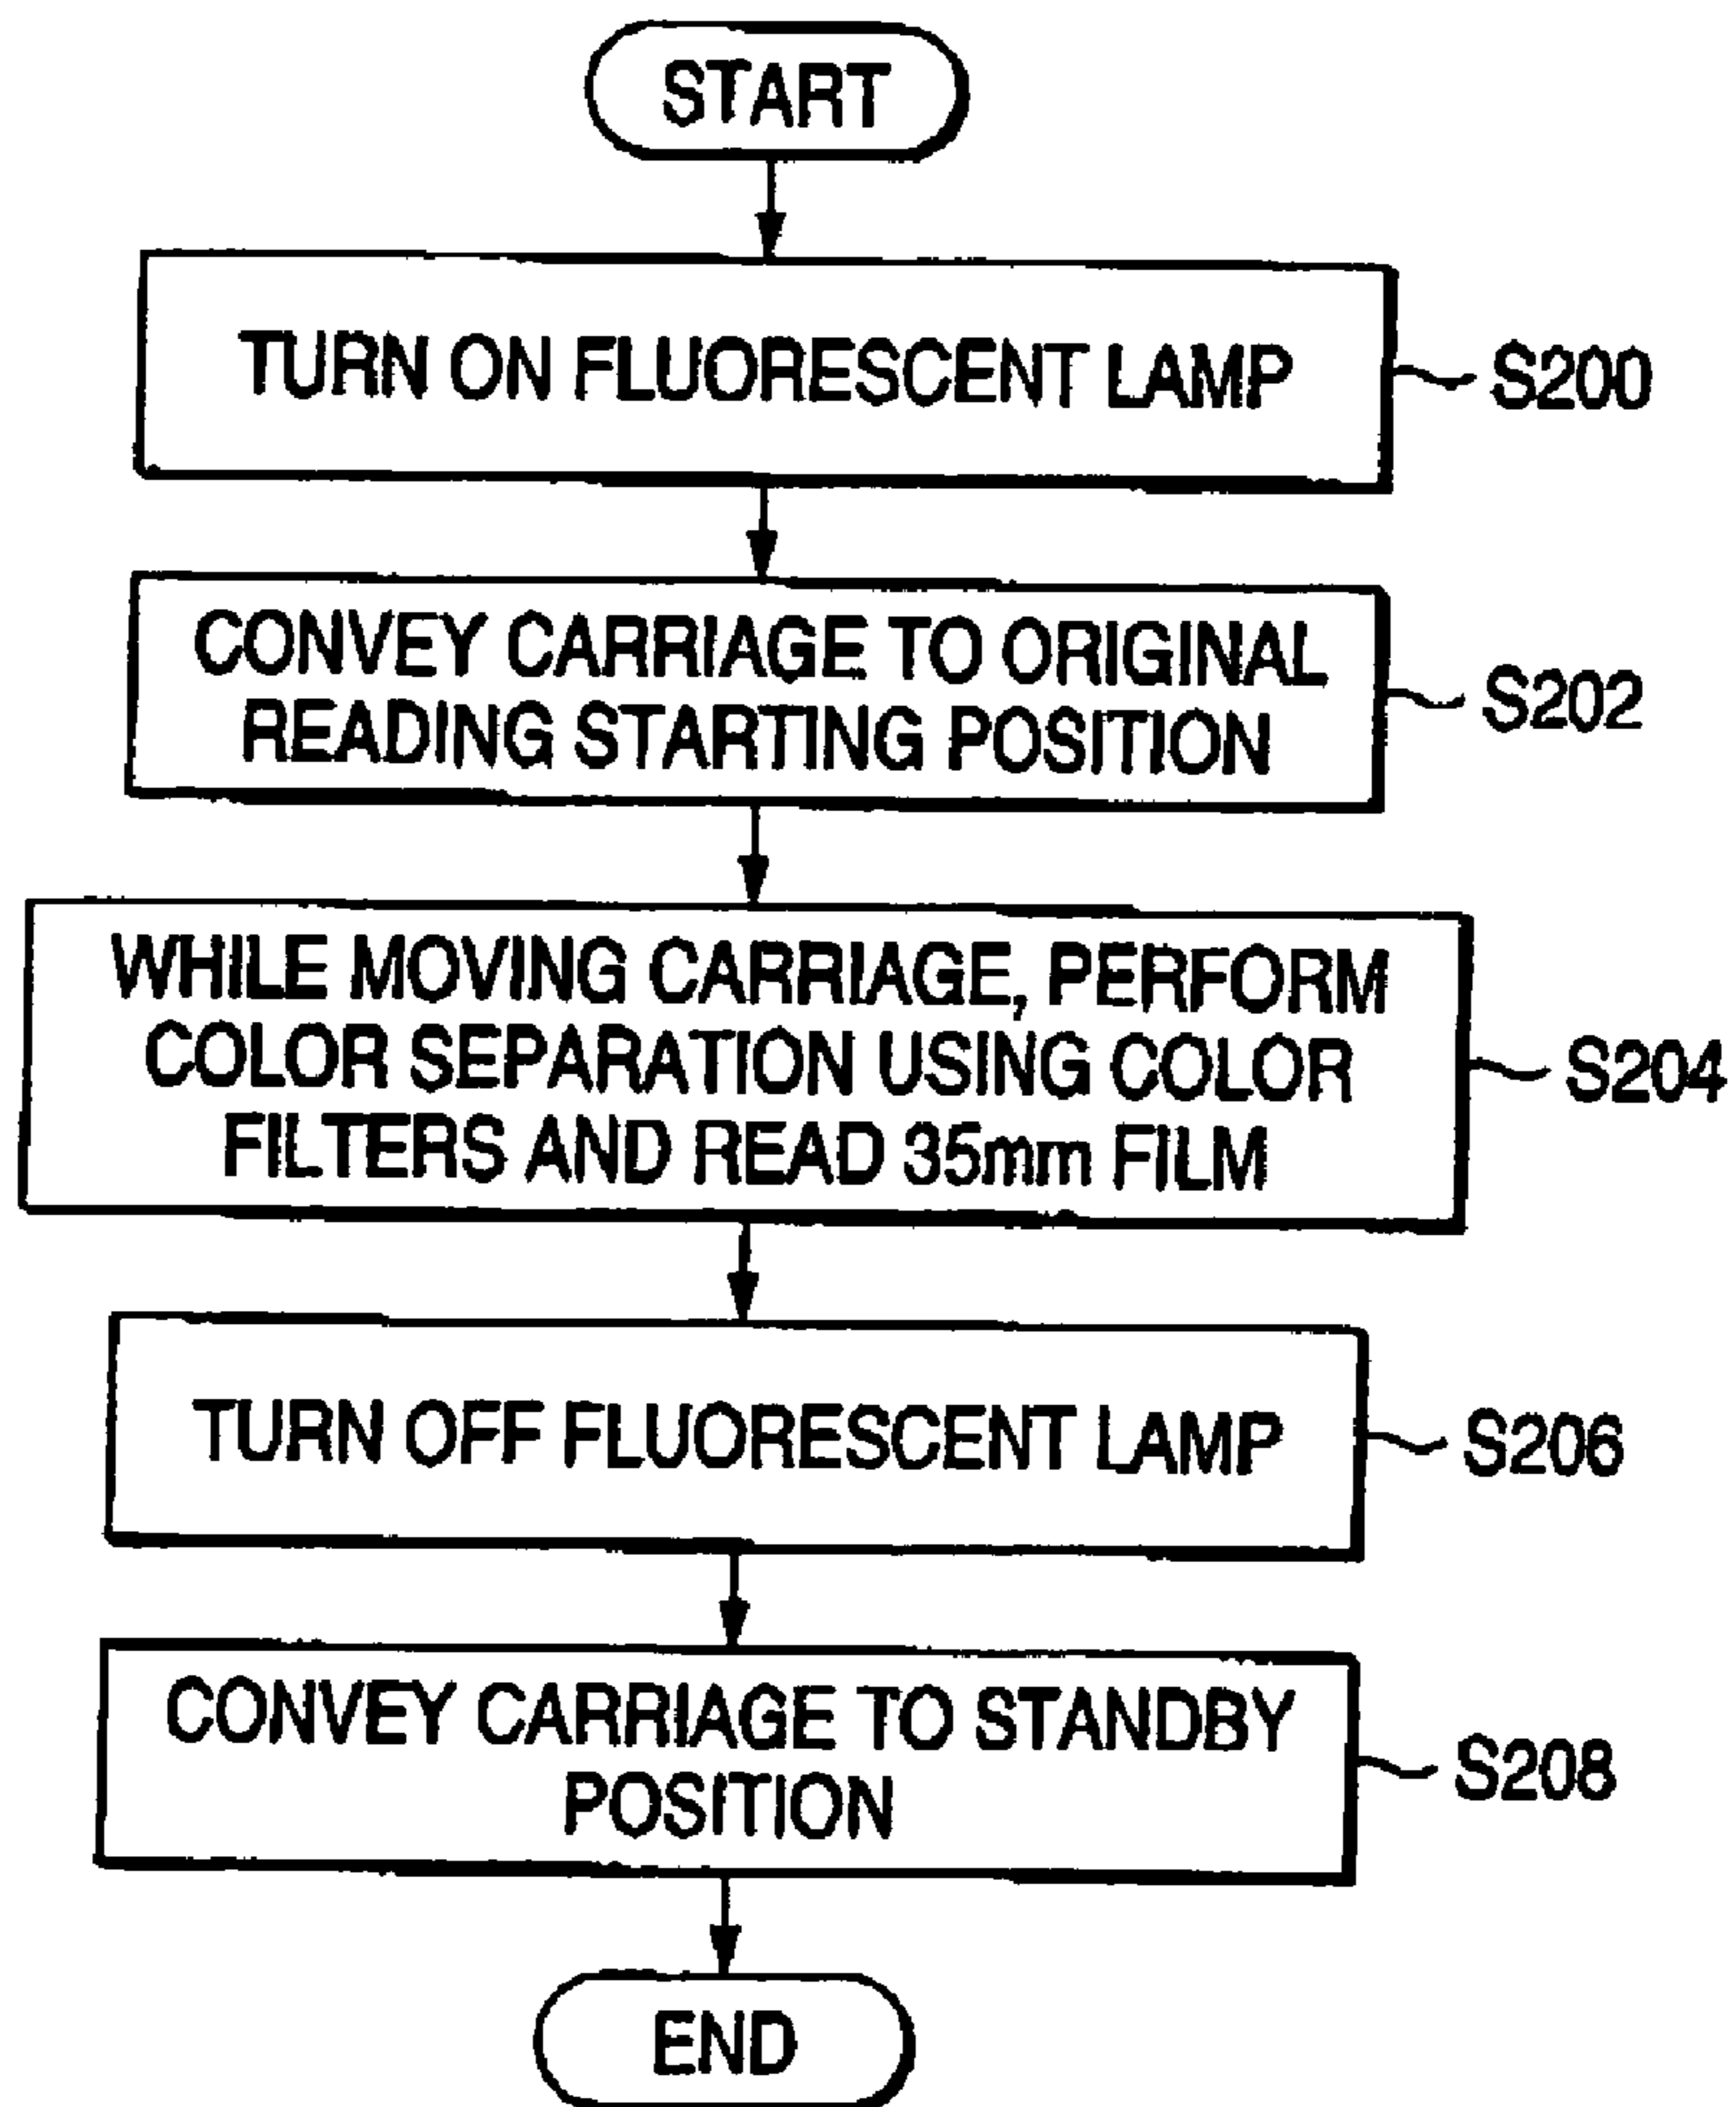 START
TURN ON FLUORESCENT LAMP
S200
CONVEY CARRIAGE TO ORIGINAL
READING STARTING POSITION
S202
WHILE MOVING CARRIAGE, PERFORM
COLOR SEPARATION USING COLOR
FILTERS AND READ 35mm FILM
S204
TURN OFF FLUORESCENT LAMP
S206
CONVEY CARRIAGE TO STANDBY
POSITION
S208
END